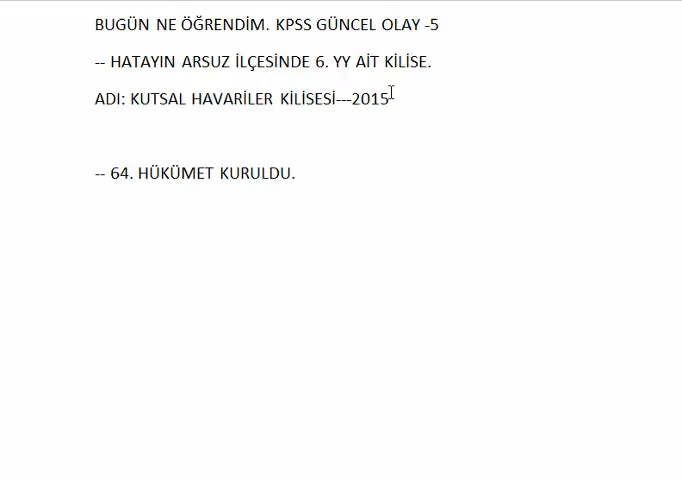 BUGÜN NE ÖĞRENDİM. KPSS GÜNCEL OLAY -5
-- HATAYIN ARSUZ İLÇESİNDE 6. YY AİT KİLİSE.
ADI: KUTSAL HAVARİLER KİLİSESİ---2015
-- 64. HÜKÜMET KURULDU.